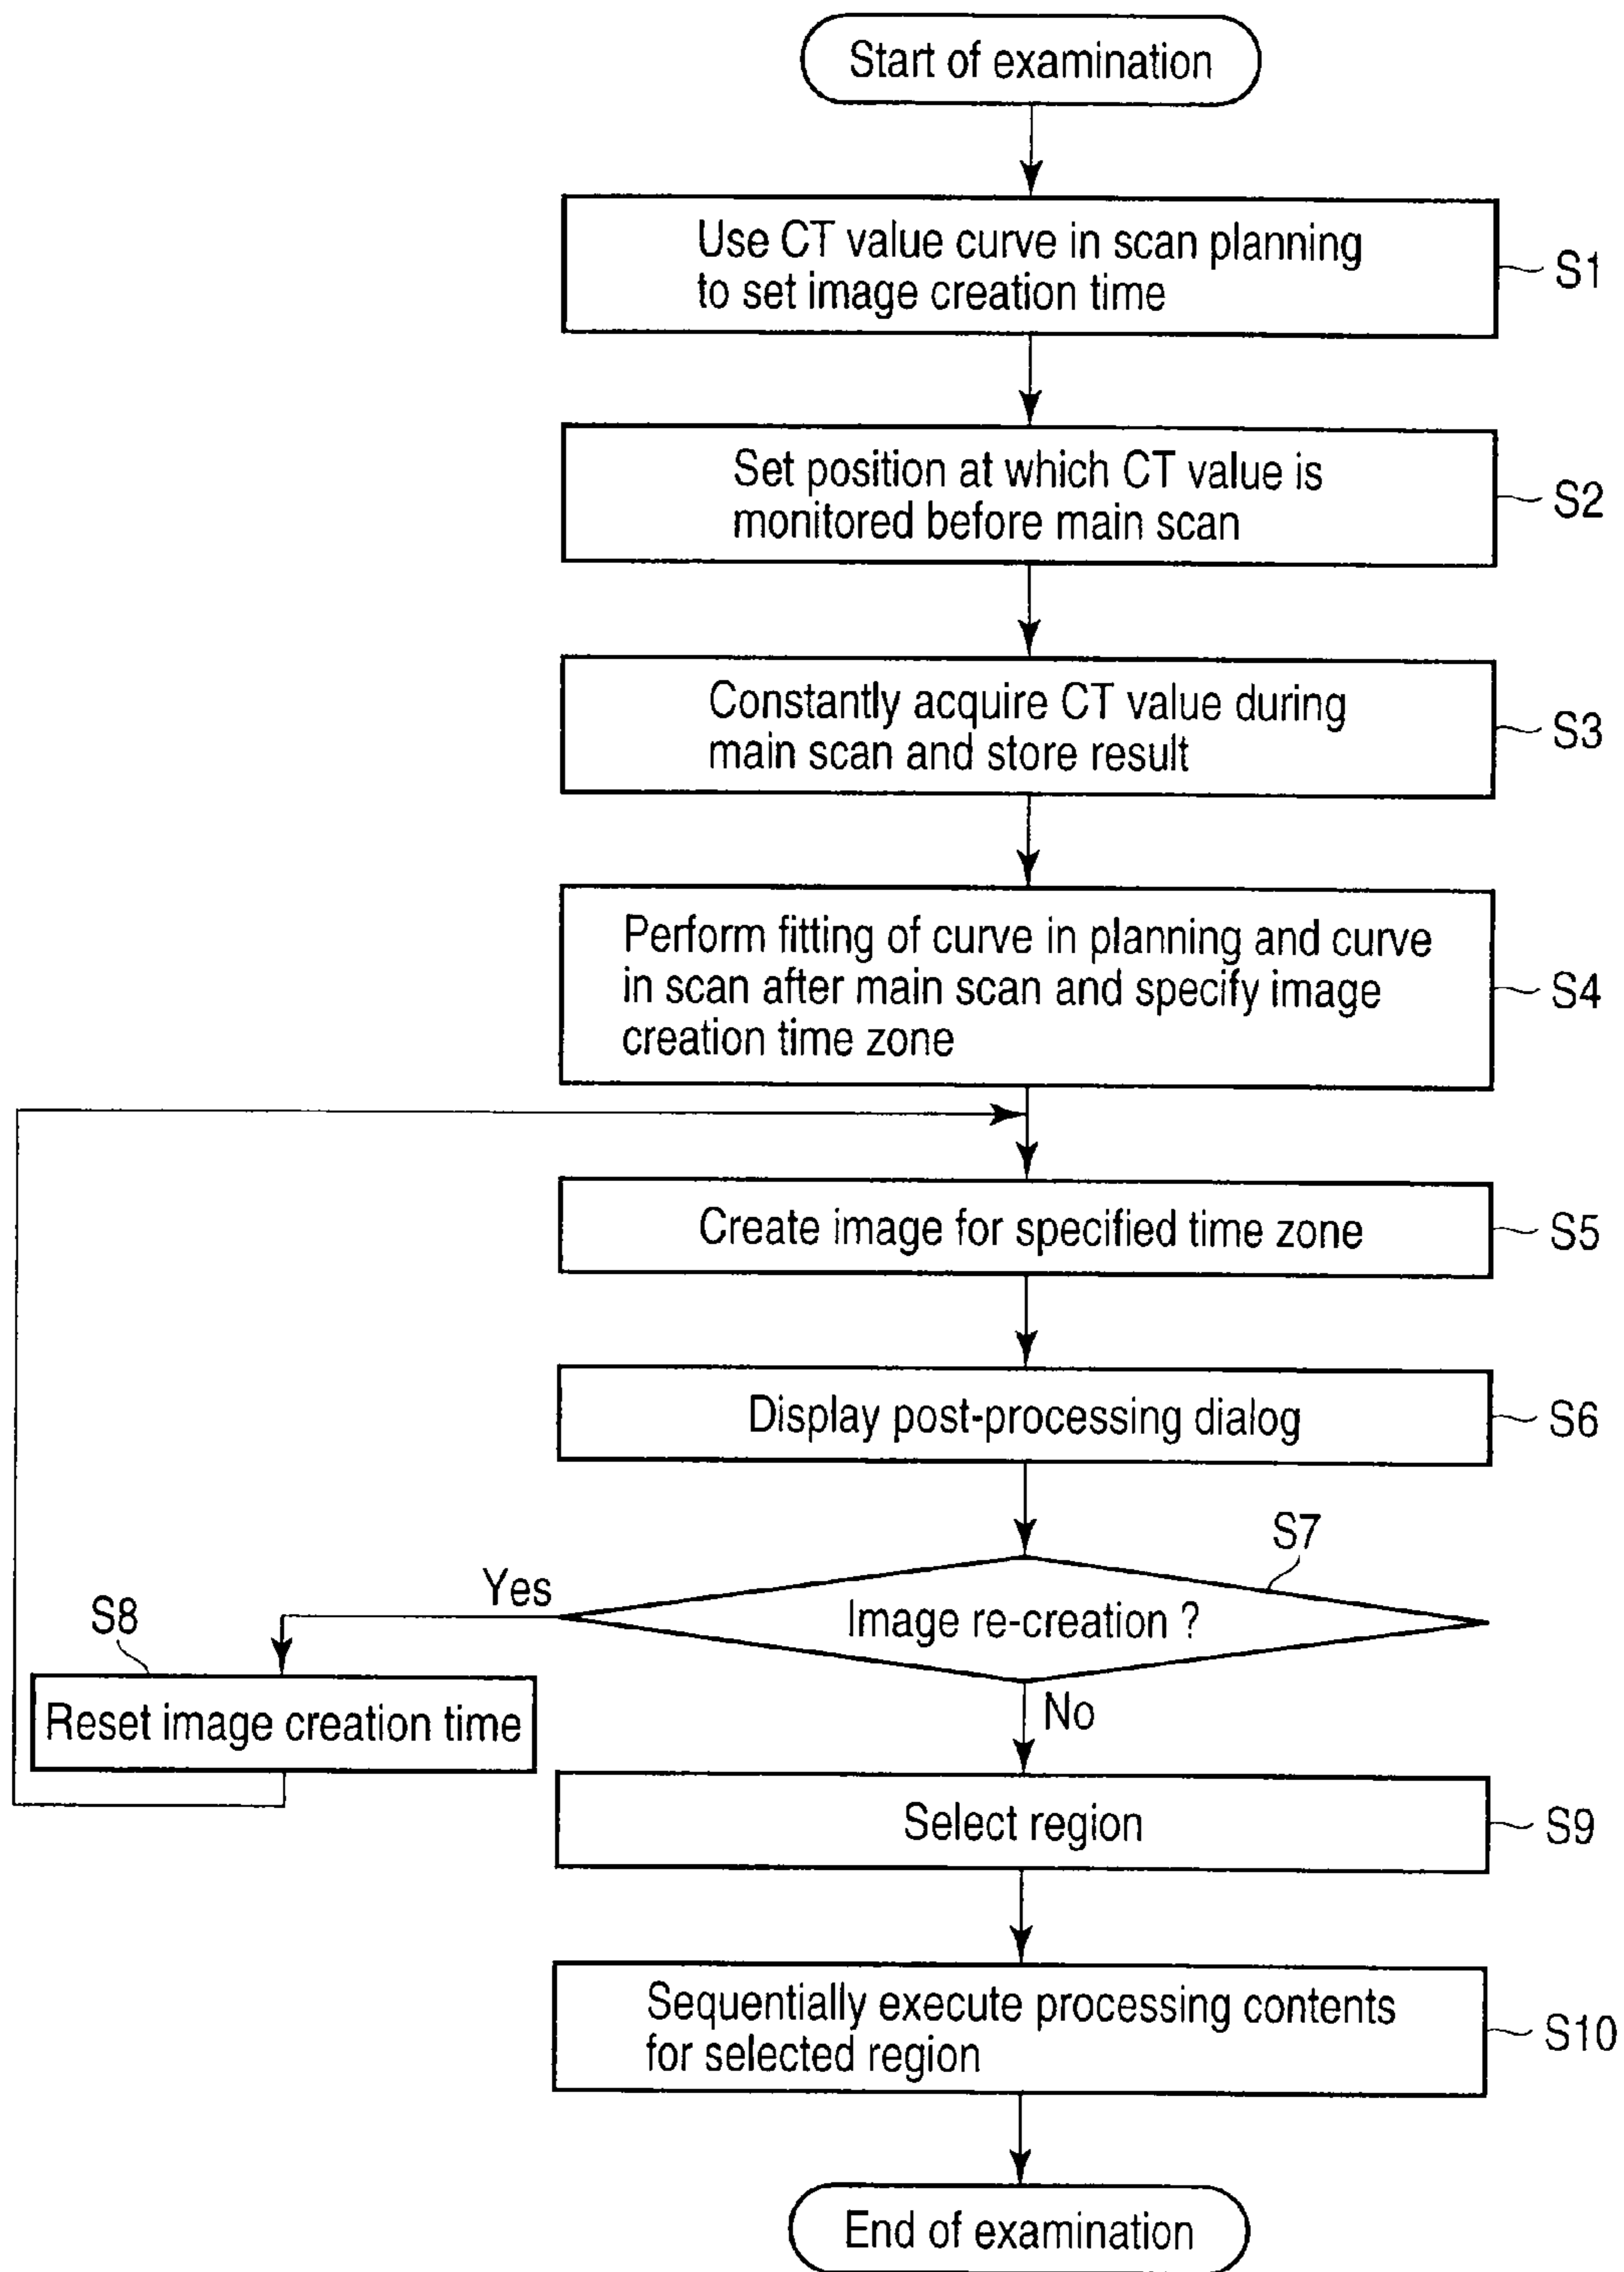 Start of examination
Use CT value curve in scan planning
to set image creation time
S1
Set position at which CT value is
monitored before main scan
S2
Constantly acquire CT value during
main scan and store result
S3
Perform fitting of curve in planning and curve
in scan after main scan and specify image
creation time zone
S4
Create image for specified time zone
S5
Display post-processing dialog
S6
S7
Image re-creation ?
Yes
S8
Reset image creation time
No
Select region
S9
Sequentially execute processing contents
for selected region
S10
End of examination